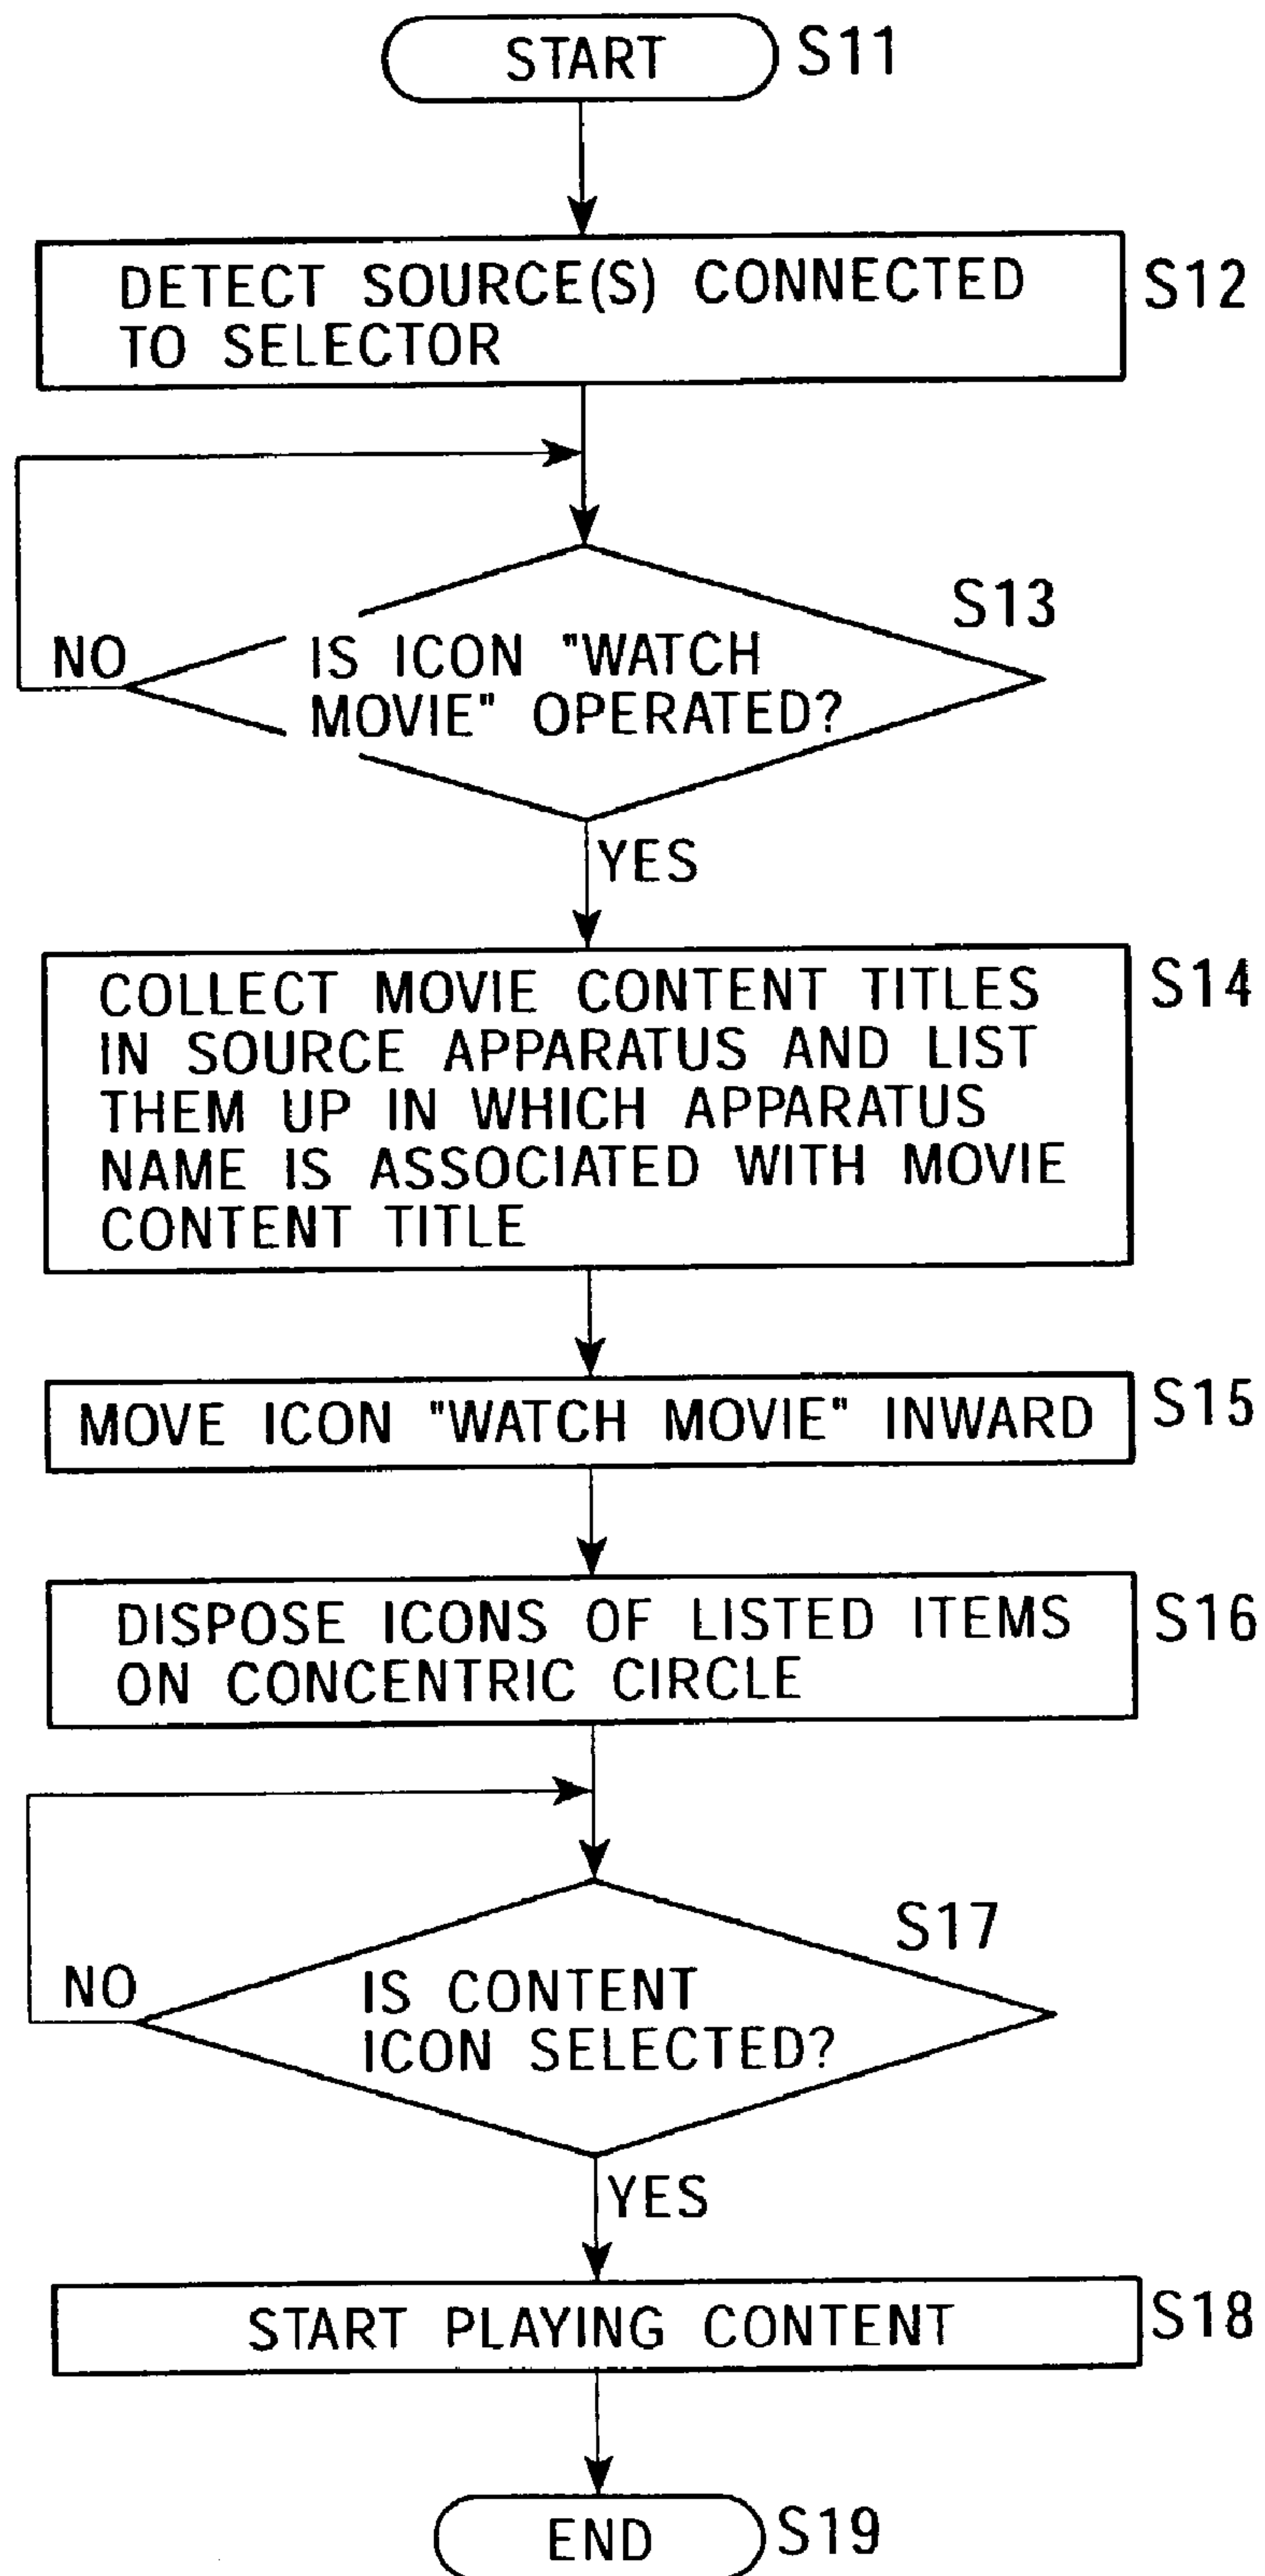 START S11
DETECT SOURCE(S) CONNECTED S12
TO SELECTOR
S13
NO IS ICON "WATCH
MOVIE" OPERATED?
YES
COLLECT MOVIE CONTENT TITLES S14
IN SOURCE APPARATUS AND LIST
THEM UP IN WHICH APPARATUS
NAME IS ASSOCIATED WITH MOVIE
CONTENT TITLE
MOVE ICON "WATCH MOVIE" INWARD S15
DISPOSE ICONS OF LISTED ITEMS S16
ON CONCENTRIC CIRCLE
S17
NO IS CONTENT
ICON SELECTED?
YES
START PLAYING CONTENT S18
END S19